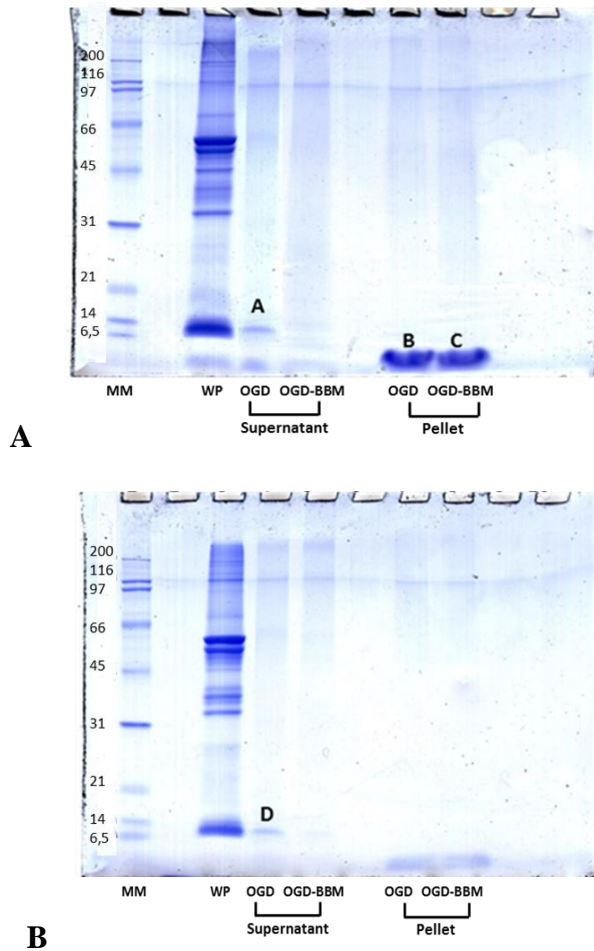 200
116
97
66
45
31
21
14
6,5
A
B C
MM WP OGD OGD-BBM OGD OGD-BBM
Supernatant Pellet
A
200
116
97
66
45
31
21
14
6,5
D
MM WP OGD OGD-BBM OGD OGD-BBM
Supernatant Pellet
B